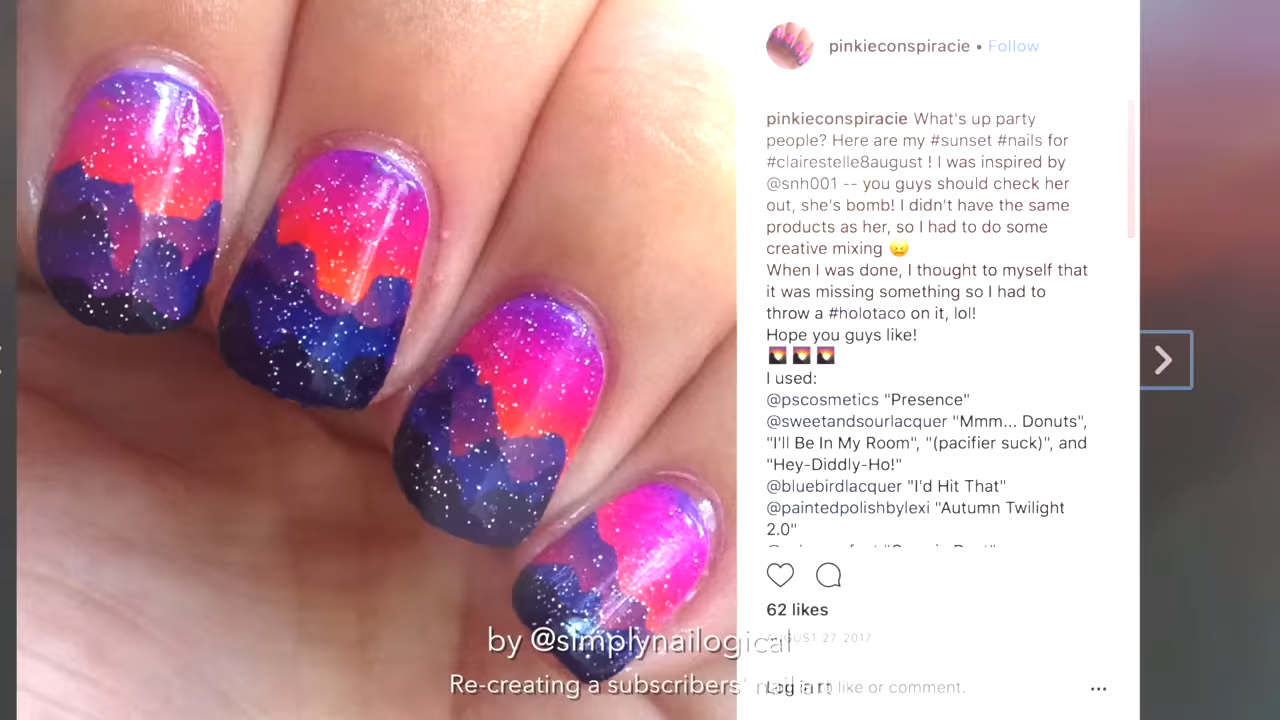 pinkieconspiracie • Follow
pinkieconspiracie What's up party
people? Here are my #sunset #nails for
#clairestelle8august ! I was inspired by
@snh001 -- you guys should check her
out, she's bomb! I didn't have the same
products as her, so I had to do some
creative mixing 😖
When I was done, I thought to myself that
it was missing something so I had to
throw a #holotaco on it, lol!
Hope you guys like!
🌄 🌄 🌄
I used:
@pscosmetics "Presence"
@sweetandsourlacquer "Mmm... Donuts",
"I'll Be In My Room", "(pacifier suck)", and
"Hey-Diddly-Ho!"
@bluebirdlacquer "I'd Hit That"
@paintedpolishbylexi "Autumn Twilight
2.0"
62 likes
AUGUST 27, 2017
by @simplynailogical
Log in to like or comment.
Re-creating a subscribers' nail art